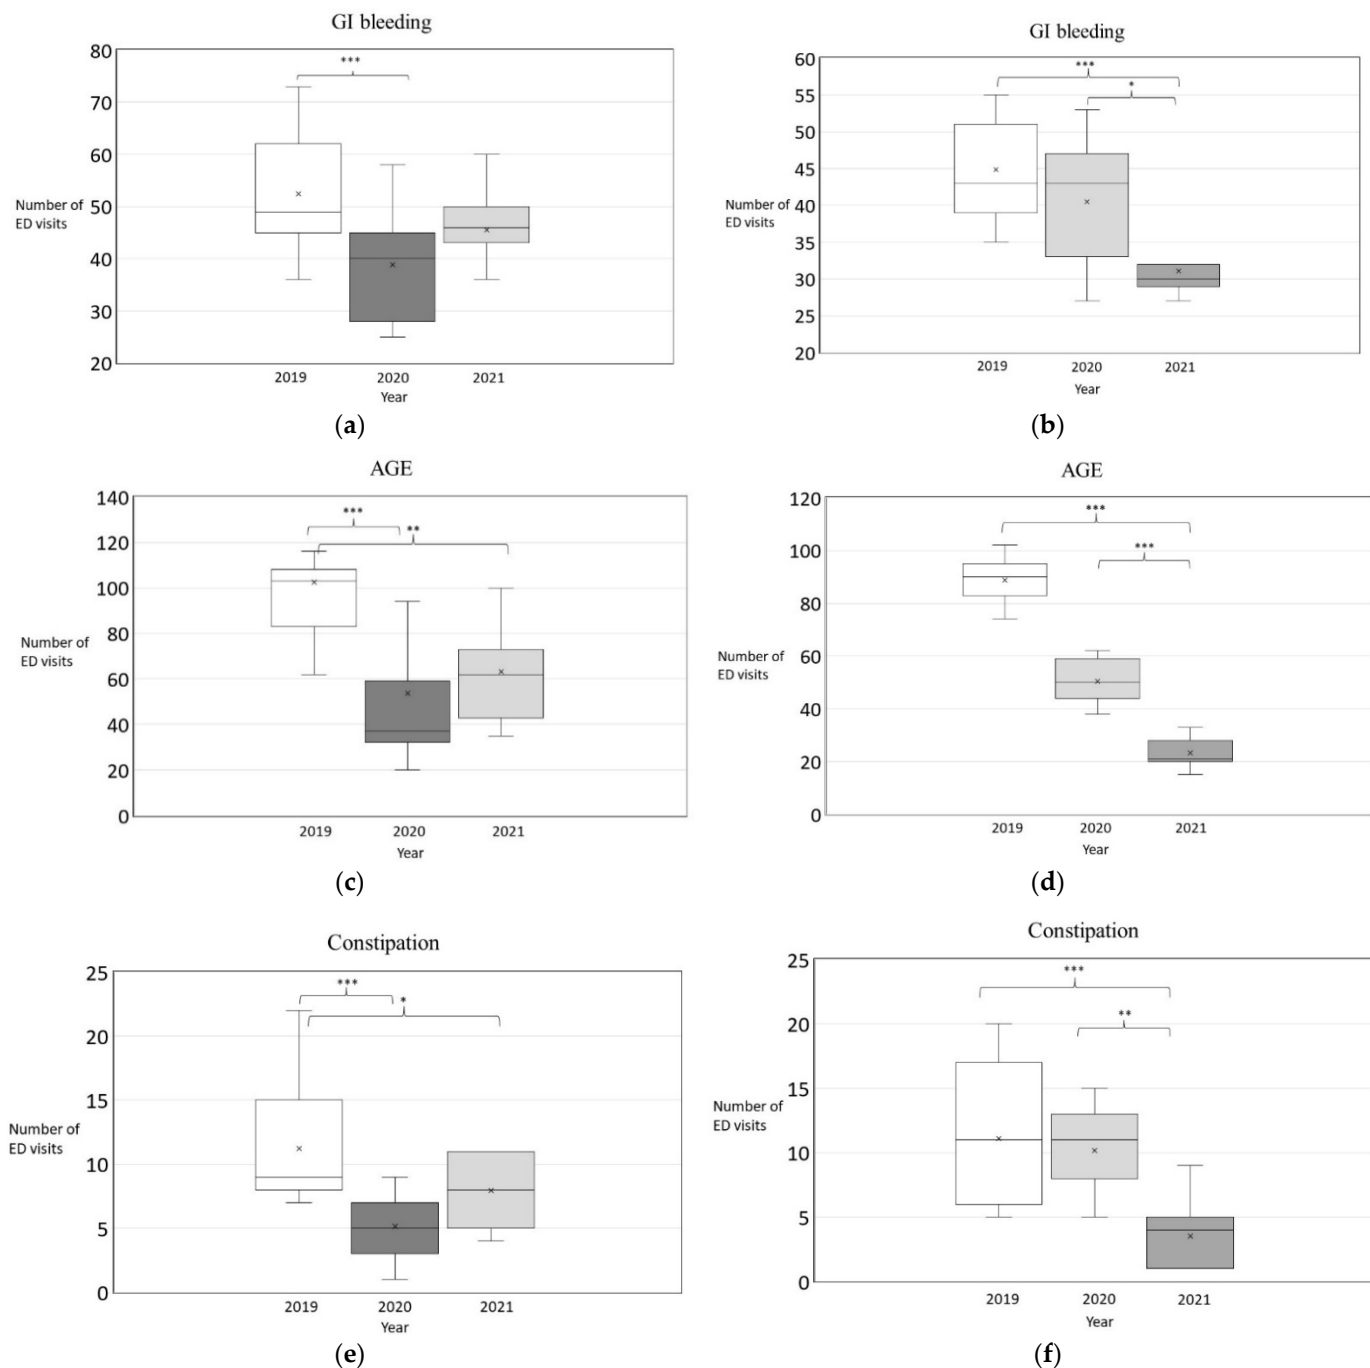 GI bleeding
80
70
60
50
40
30
20
***
Number of
ED visits
2019
2020
2021
Year
(a)
GI bleeding
60
55
50
45
40
35
30
25
20
***
*
Number of
ED visits
2019
2020
2021
Year
(b)
AGE
140
120
100
80
60
40
20
0
***
**
Number of
ED visits
2019
2020
2021
Year
(c)
AGE
120
100
80
60
40
20
0
***
***
Number of
ED visits
2019
2020
2021
Year
(d)
Constipation
25
20
15
10
5
0
***
*
Number of
ED visits
2019
2020
2021
Year
(e)
Constipation
25
20
15
10
5
0
***
**
Number of
ED visits
2019
2020
2021
Year
(f)